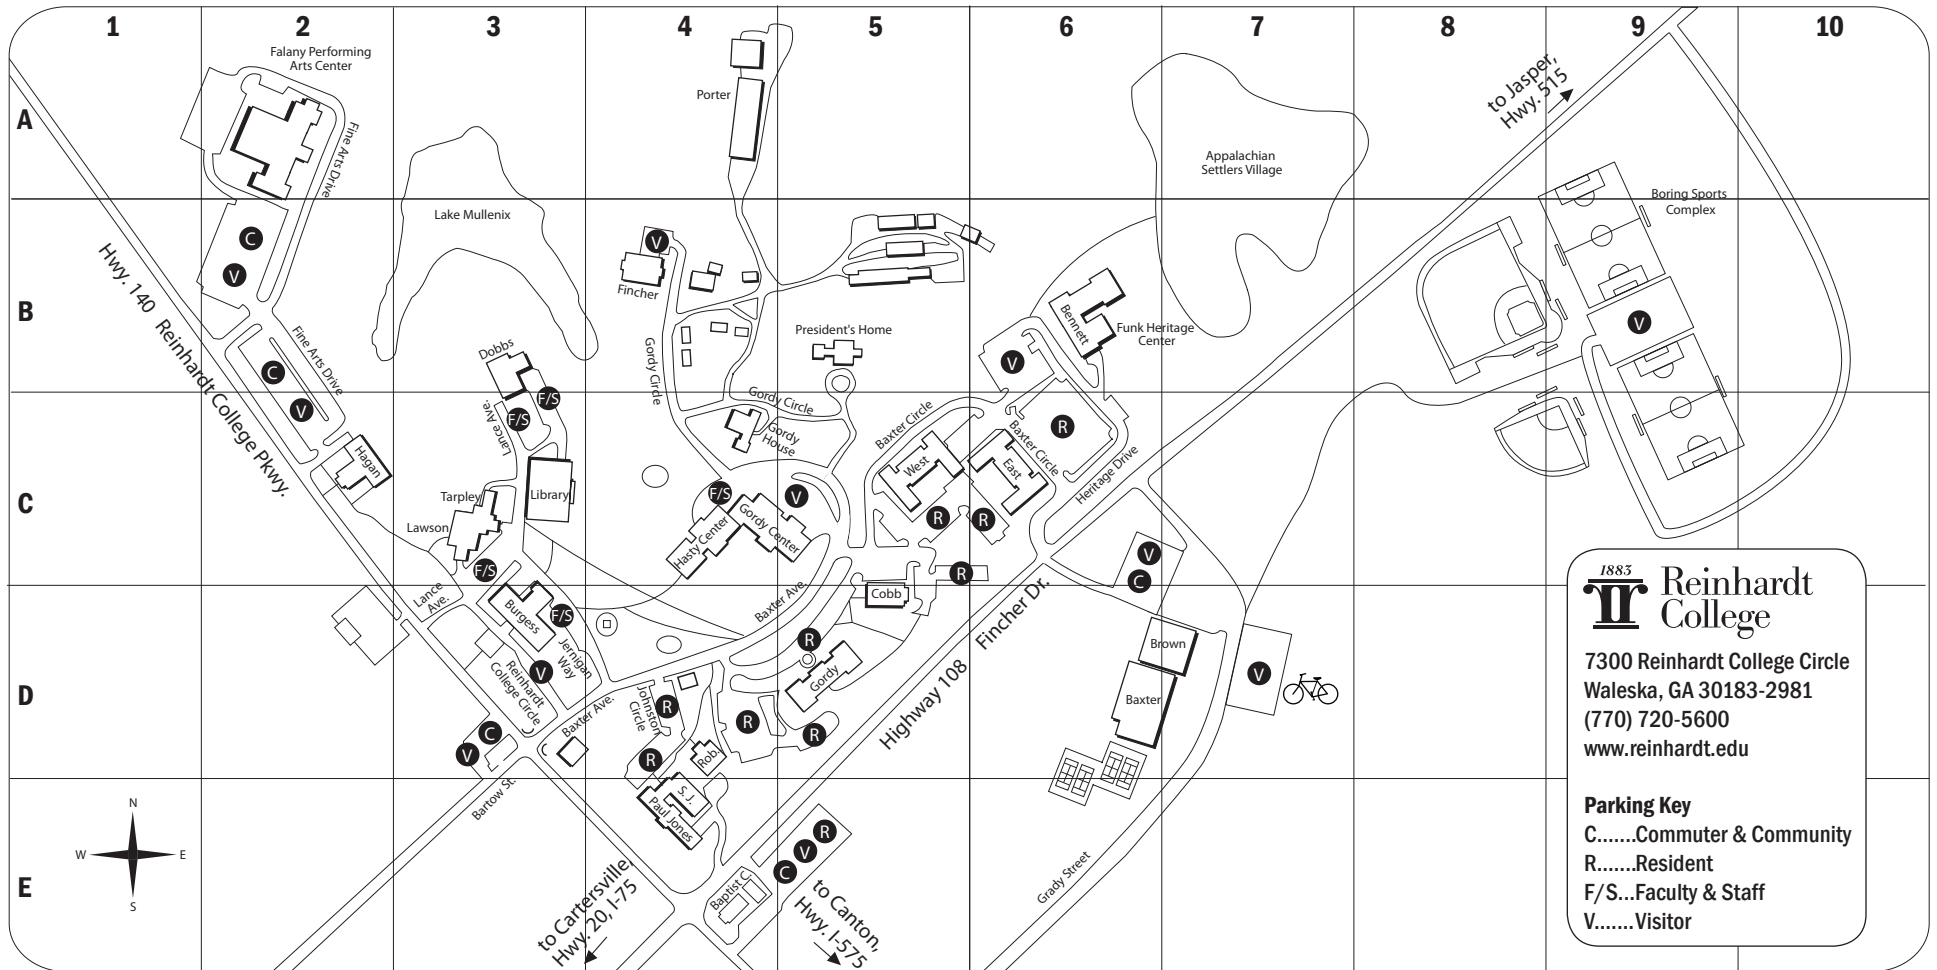 1
2
3
4
5
6
7
8
9
10
A
B
C
D
E
Falany Performing
Arts Center
Fine Arts Drive
Porter
Appalachian
Settlers Village
to Jasper,
Hwy. 515
Boring Sports
Complex
Lake Mullenix
C
V
V
Fincher
Hwy. 140 Reinhardt College Pkwy.
Fine Arts Drive
C
V
Dobbs
F/S
F/S
Lance Ave.
Gordy Circle
President's Home
Gordy Circle
Gordy
House
Bennett
Funk Heritage
Center
V
V
R
Baxter Circle
Baxter Circle
West
East
Heritage Drive
Hagan
Tarpley
Library
Lawson
F/S
F/S
V
Hasty Center
Gordy Center
R
R
R
V
C
Lance
Ave.
Burgess
F/S
Jernigan
Way
V
Reinhardt
College Circle
Baxter Ave.
Cobb
Fincher Dr.
Highway 108
R
Gordy
Brown
Baxter
V
C
V
Baxter Ave.
Johnston
Circle
R
R
R
R
Rob.
S.J.
Paul Jones
Bartow St.
N
W
E
S
R
V
C
Baptist C.
Grady Street
to Cartersville,
Hwy. 20, I-75
to Canton,
Hwy. I-575
1883
Reinhardt
College
7300 Reinhardt College Circle
Waleska, GA 30183-2981
(770) 720-5600
www.reinhardt.edu
Parking Key
C.......Commuter & Community
R.......Resident
F/S...Faculty & Staff
V.......Visitor